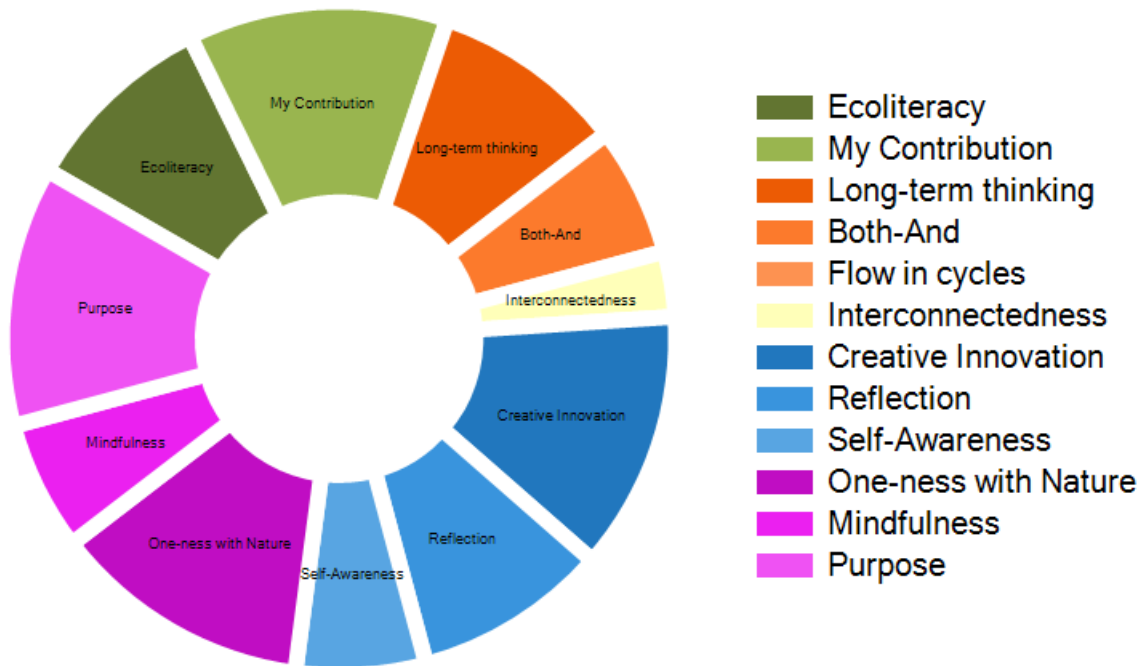 My Contribution
Long-term thinking
Ecoliteracy
Both-And
Interconnectedness
Purpose
Creative Innovation
Mindfulness
Reflection
One-ness with Nature
Self-Awareness
Ecoliteracy
My Contribution
Long-term thinking
Both-And
Flow in cycles
Interconnectedness
Creative Innovation
Reflection
Self-Awareness
One-ness with Nature
Mindfulness
Purpose